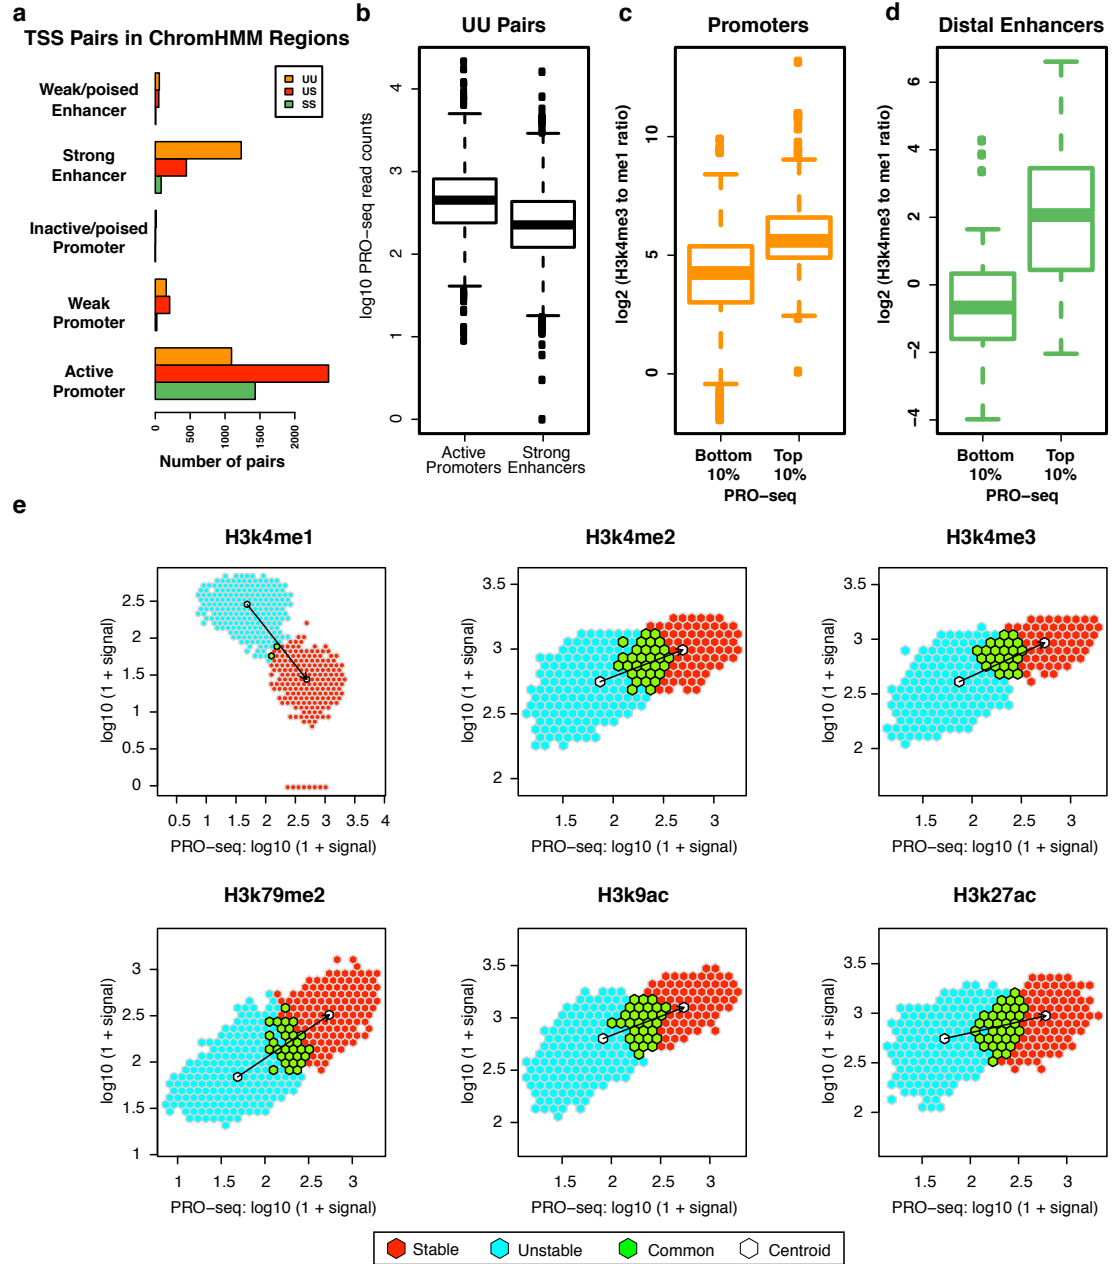 a
TSS Pairs in ChromHMM Regions
UU
US
SS
Weak/poised
Enhancer
Strong
Enhancer
Inactive/poised
Promoter
Weak
Promoter
Active
Promoter
0
500
1000
1500
2000
Number of pairs
b
UU Pairs
log10 PRO−seq read counts
4
3
2
1
0
Active
Promoters
Strong
Enhancers
c
Promoters
log2 (H3k4me3 to me1 ratio)
10
5
0
Bottom
10%
Top
10%
PRO−seq
d
Distal Enhancers
log2 (H3k4me3 to me1 ratio)
6
4
2
0
−2
−4
Bottom
10%
Top
10%
PRO−seq
e
H3k4me1
log10 (1 + signal)
2.5
2
1.5
1
0.5
0
0.5 1 1.5 2 2.5 3 3.5 4
PRO−seq: log10 (1 + signal)
H3k4me2
log10 (1 + signal)
3.5
3
2.5
2
1.5 2 2.5 3
PRO−seq: log10 (1 + signal)
H3k4me3
log10 (1 + signal)
3.5
3
2.5
2
1.5 2 2.5 3
PRO−seq: log10 (1 + signal)
H3k79me2
log10 (1 + signal)
3
2.5
2
1.5
1
1 1.5 2 2.5 3
PRO−seq: log10 (1 + signal)
H3k9ac
log10 (1 + signal)
3.5
3
2.5
2
1.5 2 2.5 3
PRO−seq: log10 (1 + signal)
H3k27ac
log10 (1 + signal)
3.5
3
2.5
2
1.5 2 2.5 3
PRO−seq: log10 (1 + signal)
Stable Unstable Common Centroid